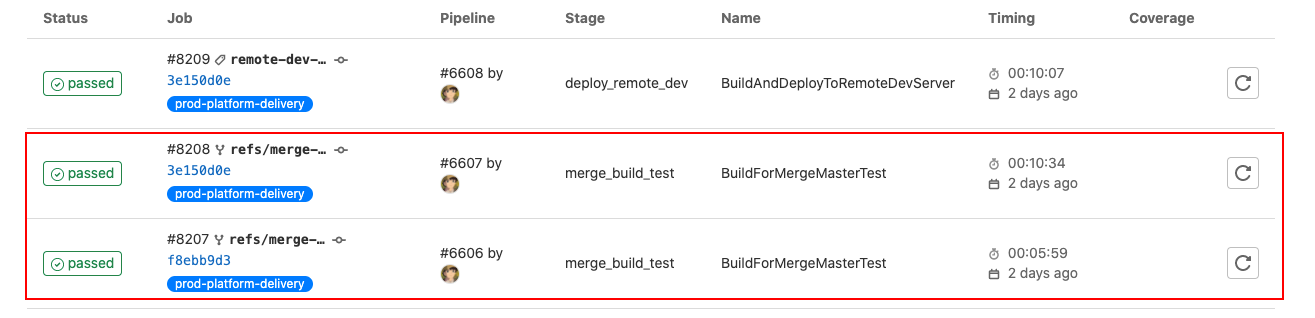 Status Job Pipeline Stage Name Timing Coverage
#8209 remote-dev-…
passed 3e150d0e #6608 by deploy_remote_dev BuildAndDeployToRemoteDevServer 00:10:07
prod-platform-delivery 2 days ago
#8208 refs/merge-…
passed 3e150d0e #6607 by merge_build_test BuildForMergeMasterTest 00:10:34
prod-platform-delivery 2 days ago
#8207 refs/merge-…
passed f8ebb9d3 #6606 by merge_build_test BuildForMergeMasterTest 00:05:59
prod-platform-delivery 2 days ago